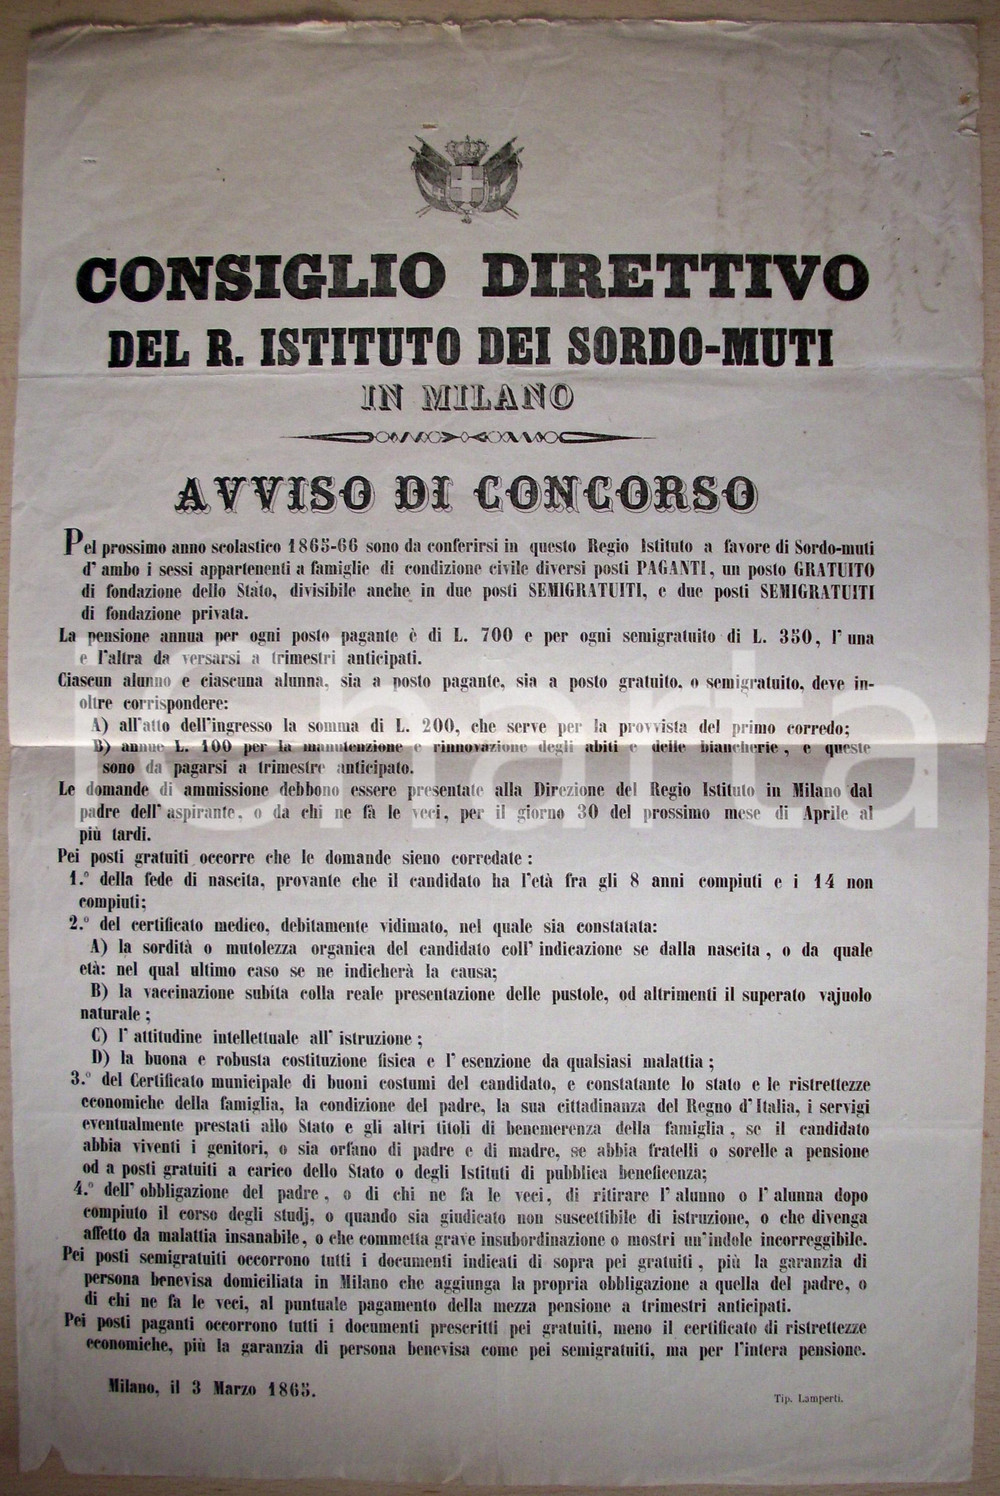 CONSIGLIO DIRETTIVO
DEL R. ISTITUTO DEI SORDO-MUTI
IN MILANO
AVVISO DI CONCORSO
Pel prossimo anno scolastico 1865-66 sono da conferirsi in questo Regio Istituto a favore di Sordo-muti
d'ambo i sessi appartenenti a famiglie di condizione civile diversi posti PAGANTI, un posto GRATUITO
di fondazione dello Stato, divisibile anche in due posti SEMIGRATUITI, e due posti SEMIGRATUITI
di fondazione privata.
La pensione annua per ogni posto pagante è di L. 700 e per ogni semigratuito di L. 350, l'una
e l'altra da versarsi a trimestri anticipati.
Ciascun alunno e ciascuna alunna, sia a posto pagante, sia a posto gratuito, o semigratuito, deve in-
oltre corrispondere:
A) all'atto dell'ingresso la somma di L. 200, che serve per la provvista del primo corredo;
B) annue L. 100 per la manutenzione e rinnovazione degli abiti e delle biancherie, e queste
sono da pagarsi a trimestre anticipato.
Le domande di ammissione debbono essere presentate alla Direzione del Regio Istituto in Milano dal
padre dell'aspirante, o da chi ne fà le veci, per il giorno 30 del prossimo mese di Aprile al
più tardi.
Pei posti gratuiti occorre che le domande sieno corredate:
1.° della fede di nascita, provante che il candidato ha l'età fra gli 8 anni compiuti e i 14 non
compiuti;
2.° del certificato medico, debitamente vidimato, nel quale sia constatata:
A) la sordità o mutolezza organica del candidato coll'indicazione se dalla nascita, o da quale
età: nel qual ultimo caso se ne indicherà la causa;
B) la vaccinazione subita colla reale presentazione delle pustole, od altrimenti il superato vajuolo
naturale;
C) l'attitudine intellettuale all'istruzione;
D) la buona e robusta costituzione fisica e l'esenzione da qualsiasi malattia;
3.° del Certificato municipale di buoni costumi del candidato, e constatante lo stato e le ristrettezze
economiche della famiglia, la condizione del padre, la sua cittadinanza del Regno d'Italia, i servigi
eventualmente prestati allo Stato e gli altri titoli di benemerenza della famiglia, se il candidato
abbia viventi i genitori, o sia orfano di padre e di madre, se abbia fratelli o sorelle a pensione
od a posti gratuiti a carico dello Stato o degli Istituti di pubblica beneficenza;
4.° dell'obbligazione del padre, o di chi ne fa le veci, di ritirare l'alunno o l'alunna dopo
compiuto il corso degli studj, o quando sia giudicato non suscettibile di istruzione, o che divenga
affetto da malattia insanabile, o che commetta grave insubordinazione o mostri un'indole incorreggibile.
Pei posti semigratuiti occorrono tutti i documenti indicati di sopra pei gratuiti, più la garanzia di
persona benevisa domiciliata in Milano che aggiunga la propria obbligazione a quella del padre, o
di chi ne fa le veci, al puntuale pagamento della mezza pensione a trimestri anticipati.
Pei posti paganti occorrono tutti i documenti prescritti pei gratuiti, meno il certificato di ristrettezze
economiche, più la garanzia di persona benevisa come pei semigratuiti, ma per l'intera pensione.
Milano, il 3 Marzo 1865.
Tip. Lamperti.
iCharta